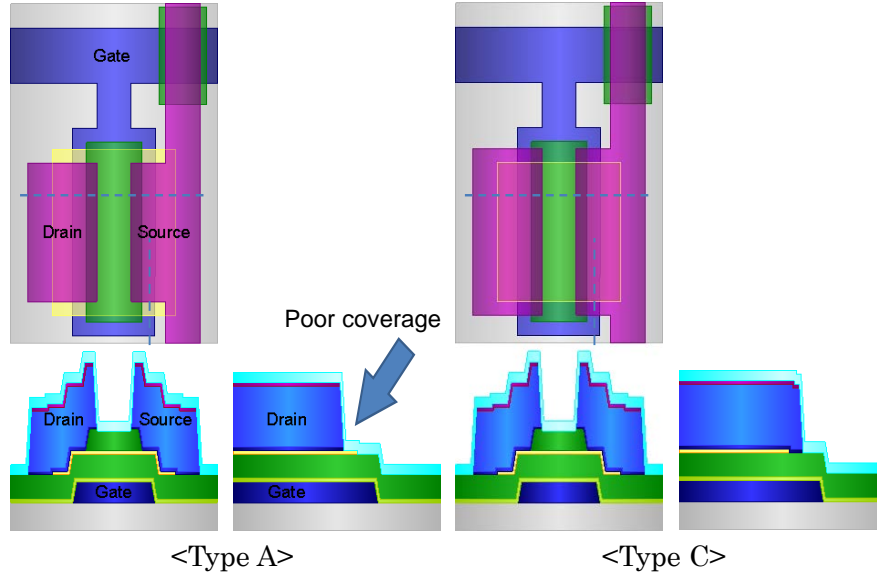 Gate
Drain
Source
Poor coverage
Drain
Source
Drain
Gate
Gate
<Type A>
<Type C>